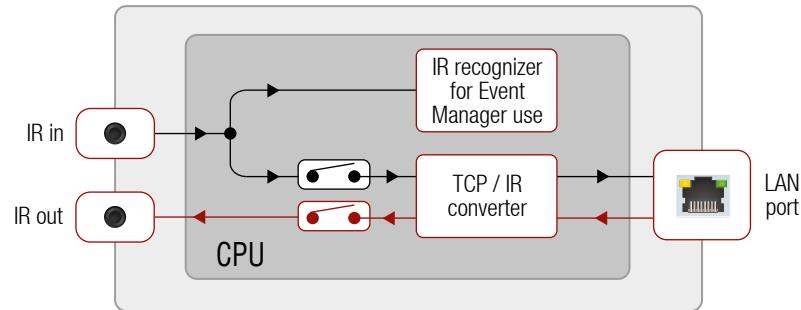 IR recognizer
for Event
Manager use
IR in
TCP / IR
converter
LAN
port
IR out
CPU